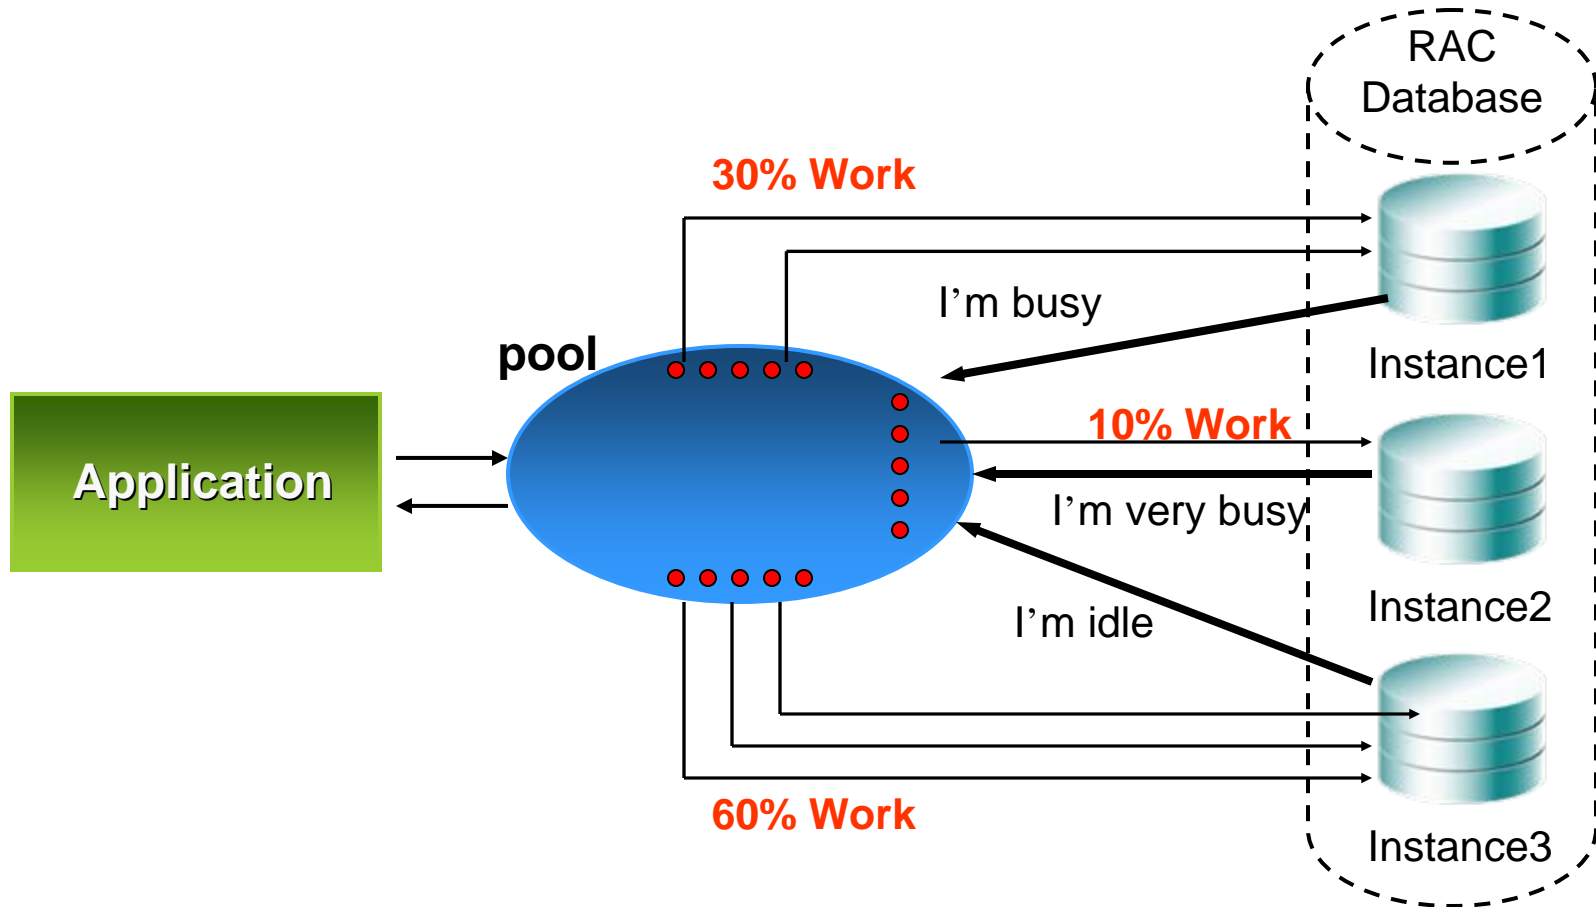 RAC
Database
30% Work
I’m busy
pool
Instance1
10% Work
Application
I’m very busy
Instance2
I’m idle
60% Work
Instance3